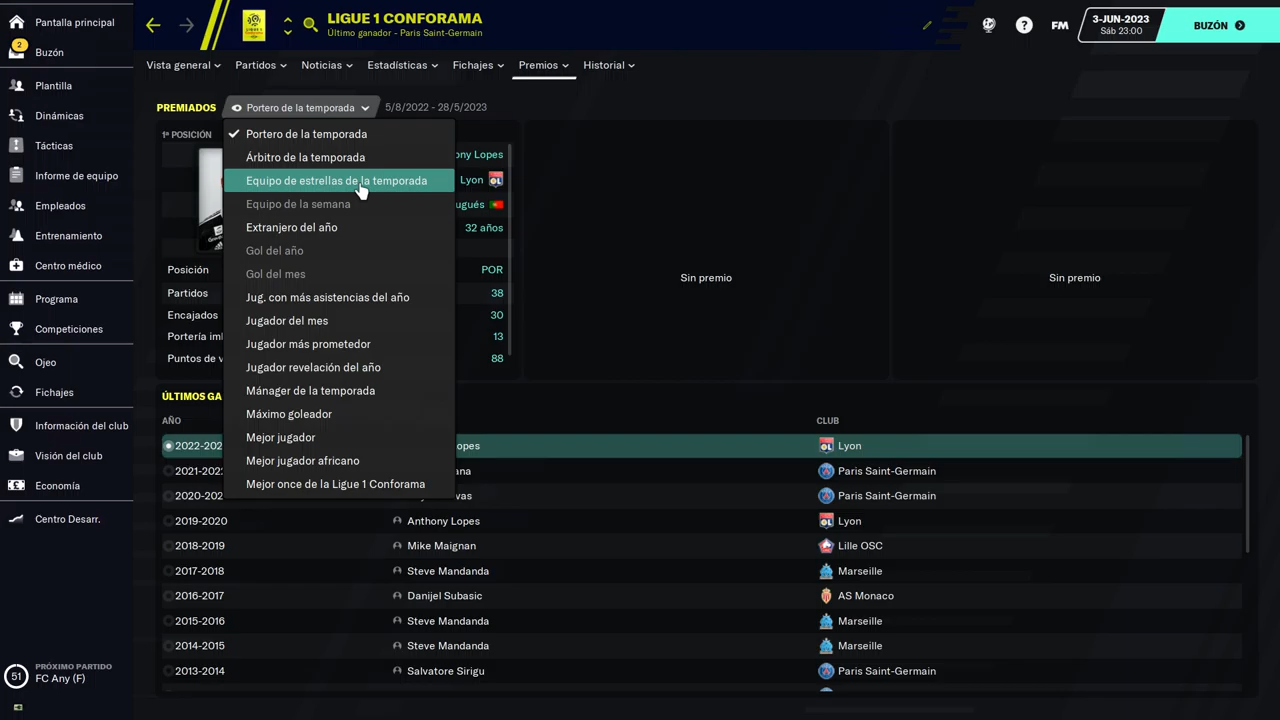 Pantalla principal
2
Buzón
Plantilla
Dinámicas
Tácticas
Informe de equipo
Empleados
Entrenamiento
Centro médico
Programa
Competiciones
Ojeo
Fichajes
Información del club
Visión del club
Economía
Centro Desarr.
51
PRÓXIMO PARTIDO
FC Any (F)
LIGUE 1 CONFORAMA
Último ganador - Paris Saint-Germain
?
FM
3-JUN-2023
Sáb 23:00
BUZÓN
Vista general
Partidos
Noticias
Estadísticas
Fichajes
Premios
Historial
PREMIADOS
Portero de la temporada
5/8/2022 - 28/5/2023
Portero de la temporada
Árbitro de la temporada
Equipo de estrellas de la temporada
Equipo de la semana
Extranjero del año
Gol del año
Gol del mes
Jug. con más asistencias del año
Jugador del mes
Jugador más prometedor
Jugador revelación del año
Mánager de la temporada
Máximo goleador
Mejor jugador
Mejor jugador africano
Mejor once de la Ligue 1 Conforama
1ª POSICIÓN
ony Lopes
Lyon
ugués
32 años
Posición POR
Partidos 38
Encajados 30
Portería imb 13
Puntos de v 88
Sin premio
Sin premio
ÚLTIMOS GA
AÑO CLUB
2022-202 opes Lyon
2021-202 ana Paris Saint-Germain
2020-202 vas Paris Saint-Germain
2019-2020 Anthony Lopes Lyon
2018-2019 Mike Maignan Lille OSC
2017-2018 Steve Mandanda Marseille
2016-2017 Danijel Subasic AS Monaco
2015-2016 Steve Mandanda Marseille
2014-2015 Steve Mandanda Marseille
2013-2014 Salvatore Sirigu Paris Saint-Germain